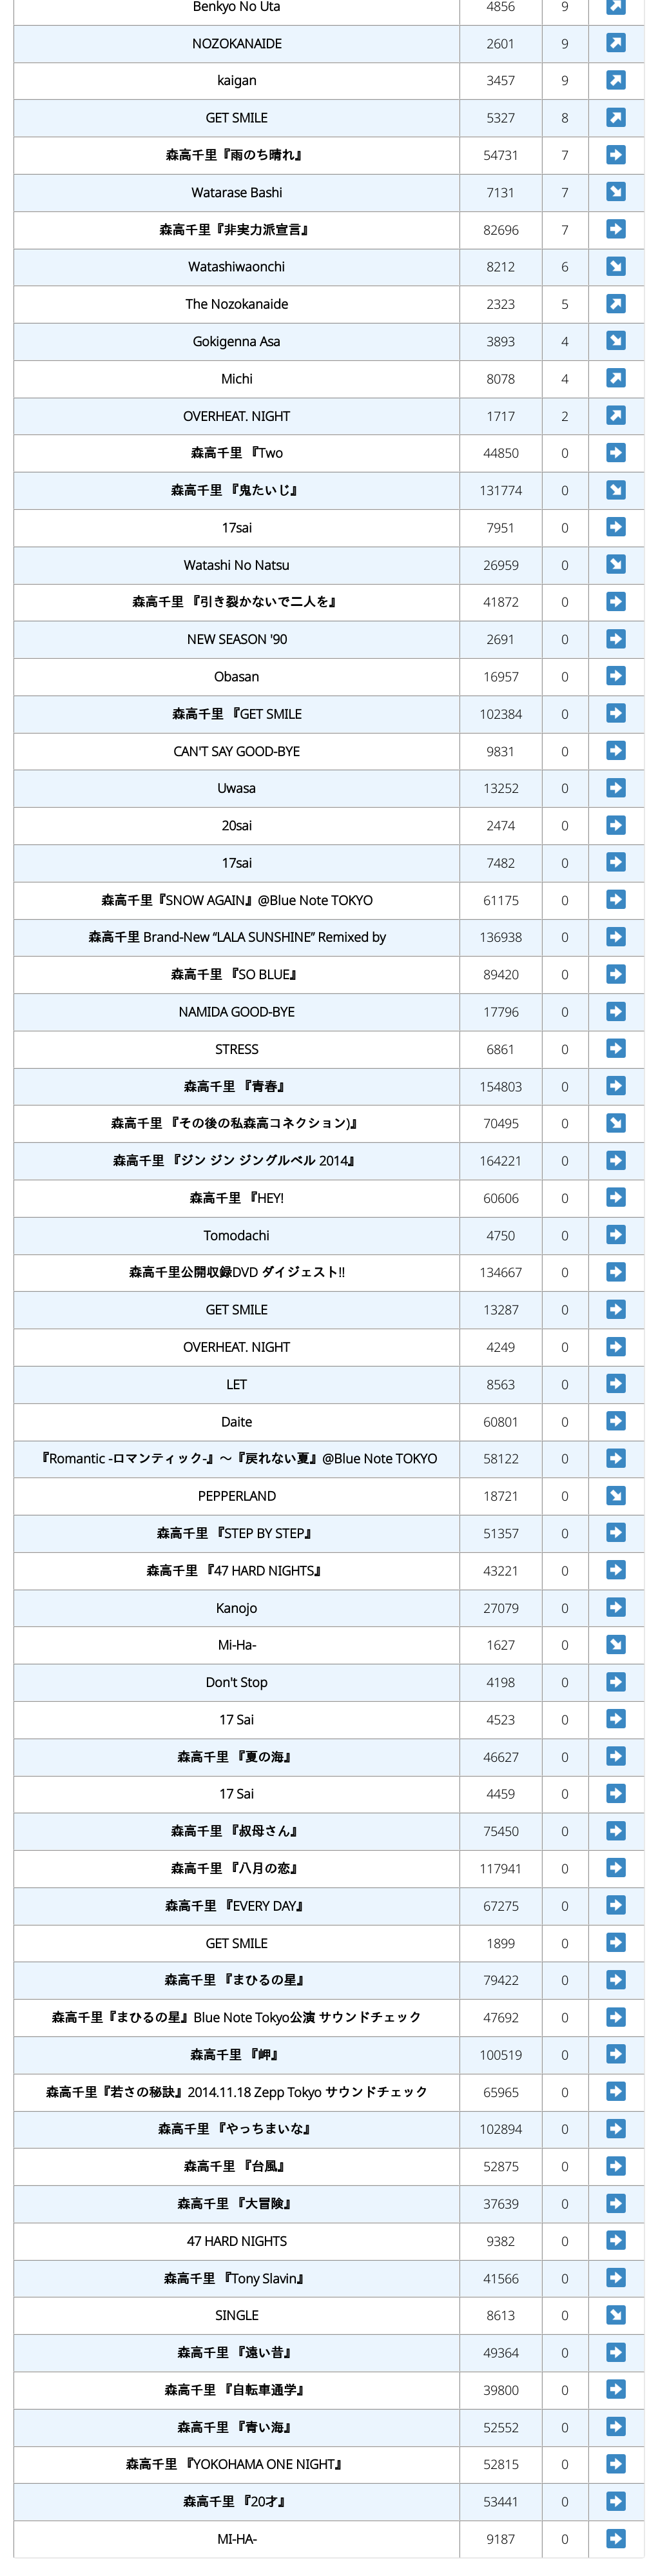 Benkyo No Uta 4856 9
NOZOKANAIDE 2601 9
kaigan 3457 9
GET SMILE 5327 8
森高千里『雨のち晴れ』 54731 7
Watarase Bashi 7131 7
森高千里『非実力派宣言』 82696 7
Watashiwaonchi 8212 6
The Nozokanaide 2323 5
Gokigenna Asa 3893 4
Michi 8078 4
OVERHEAT. NIGHT 1717 2
森高千里 『Two 44850 0
森高千里 『鬼たいじ』 131774 0
17sai 7951 0
Watashi No Natsu 26959 0
森高千里 『引き裂かないで二人を』 41872 0
NEW SEASON '90 2691 0
Obasan 16957 0
森高千里 『GET SMILE 102384 0
CAN'T SAY GOOD-BYE 9831 0
Uwasa 13252 0
20sai 2474 0
17sai 7482 0
森高千里『SNOW AGAIN』@Blue Note TOKYO 61175 0
森高千里 Brand-New “LALA SUNSHINE” Remixed by 136938 0
森高千里 『SO BLUE』 89420 0
NAMIDA GOOD-BYE 17796 0
STRESS 6861 0
森高千里 『青春』 154803 0
森高千里 『その後の私森高コネクション)』 70495 0
森高千里 『ジン ジン ジングルベル 2014』 164221 0
森高千里 『HEY! 60606 0
Tomodachi 4750 0
森高千里公開収録DVD ダイジェスト!! 134667 0
GET SMILE 13287 0
OVERHEAT. NIGHT 4249 0
LET 8563 0
Daite 60801 0
『Romantic -ロマンティック-』～『戻れない夏』@Blue Note TOKYO 58122 0
PEPPERLAND 18721 0
森高千里 『STEP BY STEP』 51357 0
森高千里 『47 HARD NIGHTS』 43221 0
Kanojo 27079 0
Mi-Ha- 1627 0
Don't Stop 4198 0
17 Sai 4523 0
森高千里 『夏の海』 46627 0
17 Sai 4459 0
森高千里 『叔母さん』 75450 0
森高千里 『八月の恋』 117941 0
森高千里 『EVERY DAY』 67275 0
GET SMILE 1899 0
森高千里 『まひるの星』 79422 0
森高千里『まひるの星』Blue Note Tokyo公演 サウンドチェック 47692 0
森高千里 『岬』 100519 0
森高千里『若さの秘訣』2014.11.18 Zepp Tokyo サウンドチェック 65965 0
森高千里 『やっちまいな』 102894 0
森高千里 『台風』 52875 0
森高千里 『大冒険』 37639 0
47 HARD NIGHTS 9382 0
森高千里 『Tony Slavin』 41566 0
SINGLE 8613 0
森高千里 『遠い昔』 49364 0
森高千里 『自転車通学』 39800 0
森高千里 『青い海』 52552 0
森高千里 『YOKOHAMA ONE NIGHT』 52815 0
森高千里 『20才』 53441 0
MI-HA- 9187 0